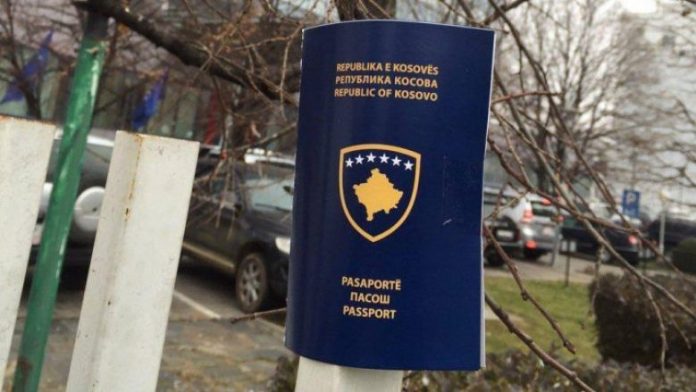 REPUBLIKA E KOSOVËS
РЕПУБЛИКА КОСОВА
REPUBLIC OF KOSOVO
PASAPORTË
ПАСОШ
PASSPORT